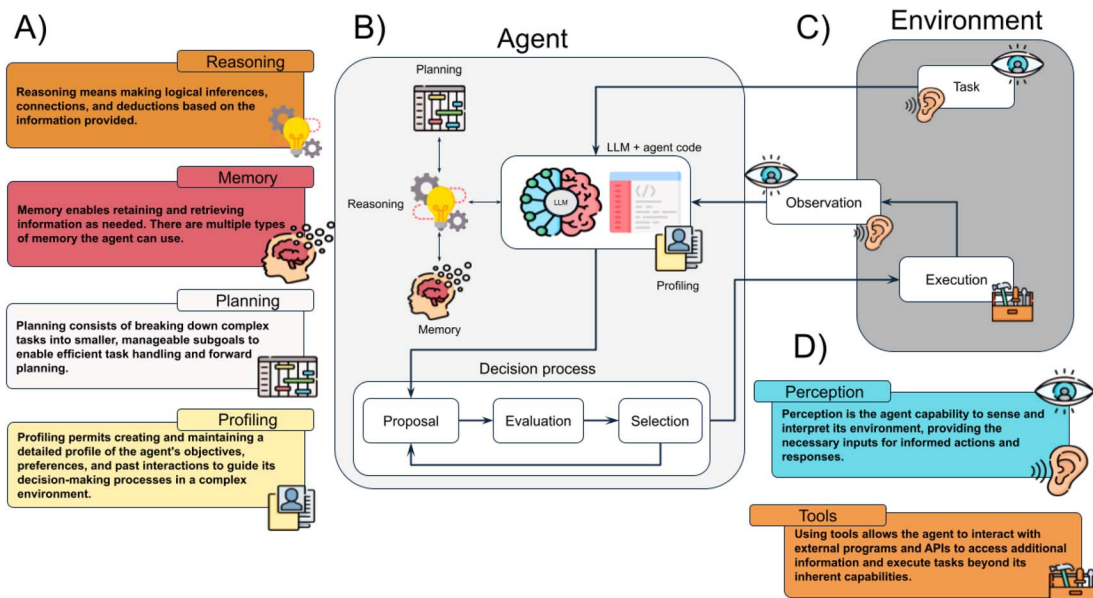 A)
Reasoning
Reasoning means making logical inferences,
connections, and deductions based on the
information provided.
Memory
Memory enables retaining and retrieving
information as needed. There are multiple types
of memory the agent can use.
Planning
Planning consists of breaking down complex
tasks into smaller, manageable subgoals to
enable efficient task handling and forward
planning.
Profiling
Profiling permits creating and maintaining a
detailed profile of the agent's objectives,
preferences, and past interactions to guide its
decision-making processes in a complex
environment.
B)
Agent
Planning
LLM + agent code
Reasoning
LLM
</>
Profiling
Memory
Decision process
Proposal
Evaluation
Selection
C)
Environment
Task
Observation
Execution
D)
Perception
Perception is the agent capability to sense and
interpret its environment, providing the
necessary inputs for informed actions and
responses.
Tools
Using tools allows the agent to interact with
external programs and APIs to access additional
information and execute tasks beyond its
inherent capabilities.